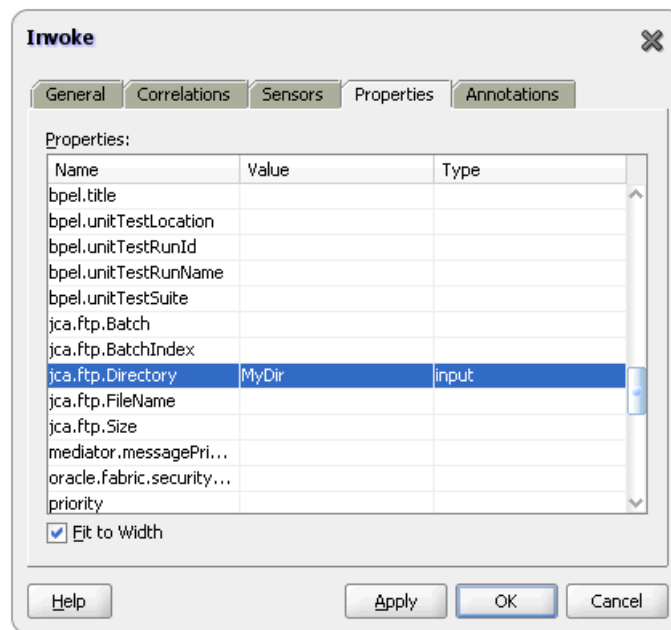 Invoke
General Correlations Sensors Properties Annotations
Properties:
Name Value Type
bpel.title
bpel.unitTestLocation
bpel.unitTestRunId
bpel.unitTestRunName
bpel.unitTestSuite
jca.ftp.Batch
jca.ftp.BatchIndex
jca.ftp.Directory MyDir input
jca.ftp.FileName
jca.ftp.Size
mediator.messagePri...
oracle.fabric.security...
priority
Fit to Width
Help Apply OK Cancel